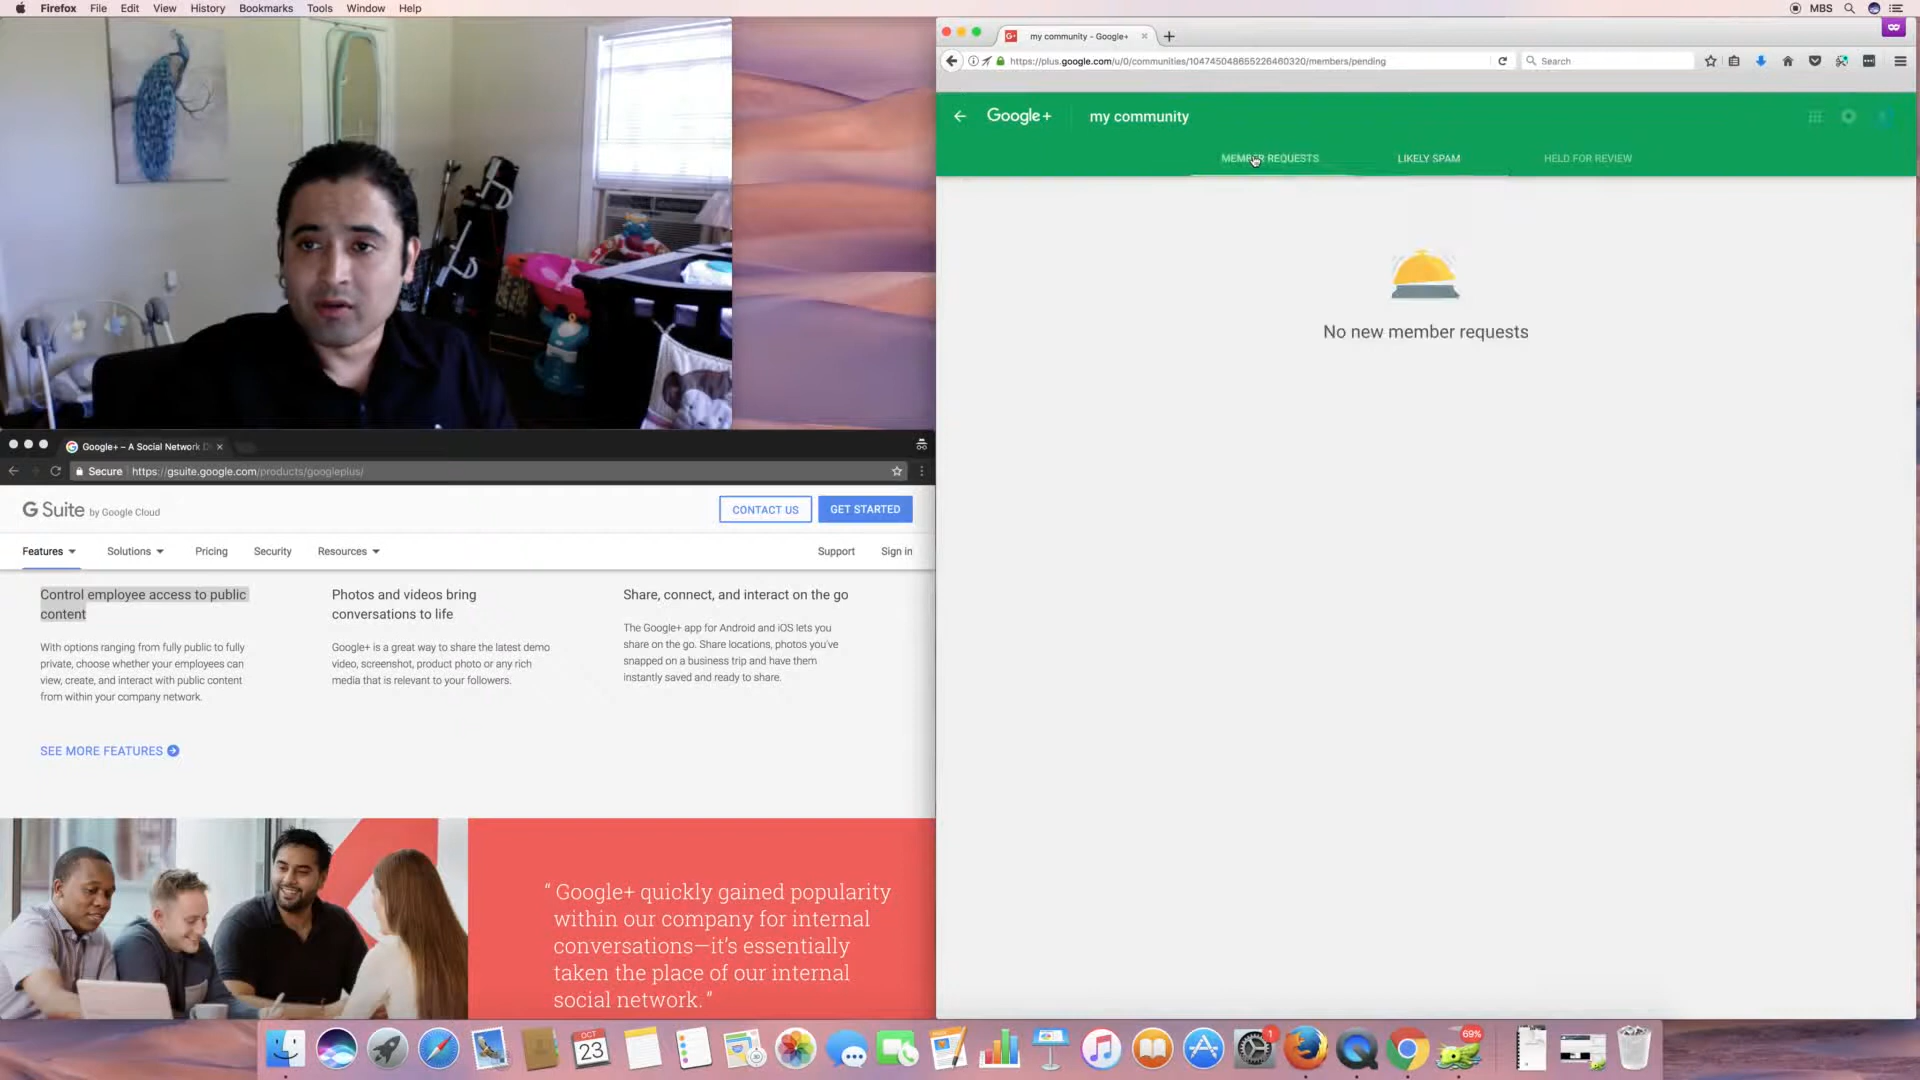 Firefox File Edit View History Bookmarks Tools Window Help
MBS
my community - Google+
https://plus.google.com/u/0/communities/104745048655226460320/members/pending
Search
Google+
my community
MEMBER REQUESTS
LIKELY SPAM
HELD FOR REVIEW
No new member requests
Google+ – A Social Network D
Secure
https://gsuite.google.com/products/googleplus/
G Suite by Google Cloud
CONTACT US
GET STARTED
Features Solutions Pricing Security Resources Support Sign in
Control employee access to public
content
With options ranging from fully public to fully
private, choose whether your employees can
view, create, and interact with public content
from within your company network.
Photos and videos bring
conversations to life
Google+ is a great way to share the latest demo
video, screenshot, product photo or any rich
media that is relevant to your followers.
Share, connect, and interact on the go
The Google+ app for Android and iOS lets you
share on the go. Share locations, photos you've
snapped on a business trip and have them
instantly saved and ready to share.
SEE MORE FEATURES
“ Google+ quickly gained popularity
within our company for internal
conversations—it’s essentially
taken the place of our internal
social network. ”
OCT
23
1
69%